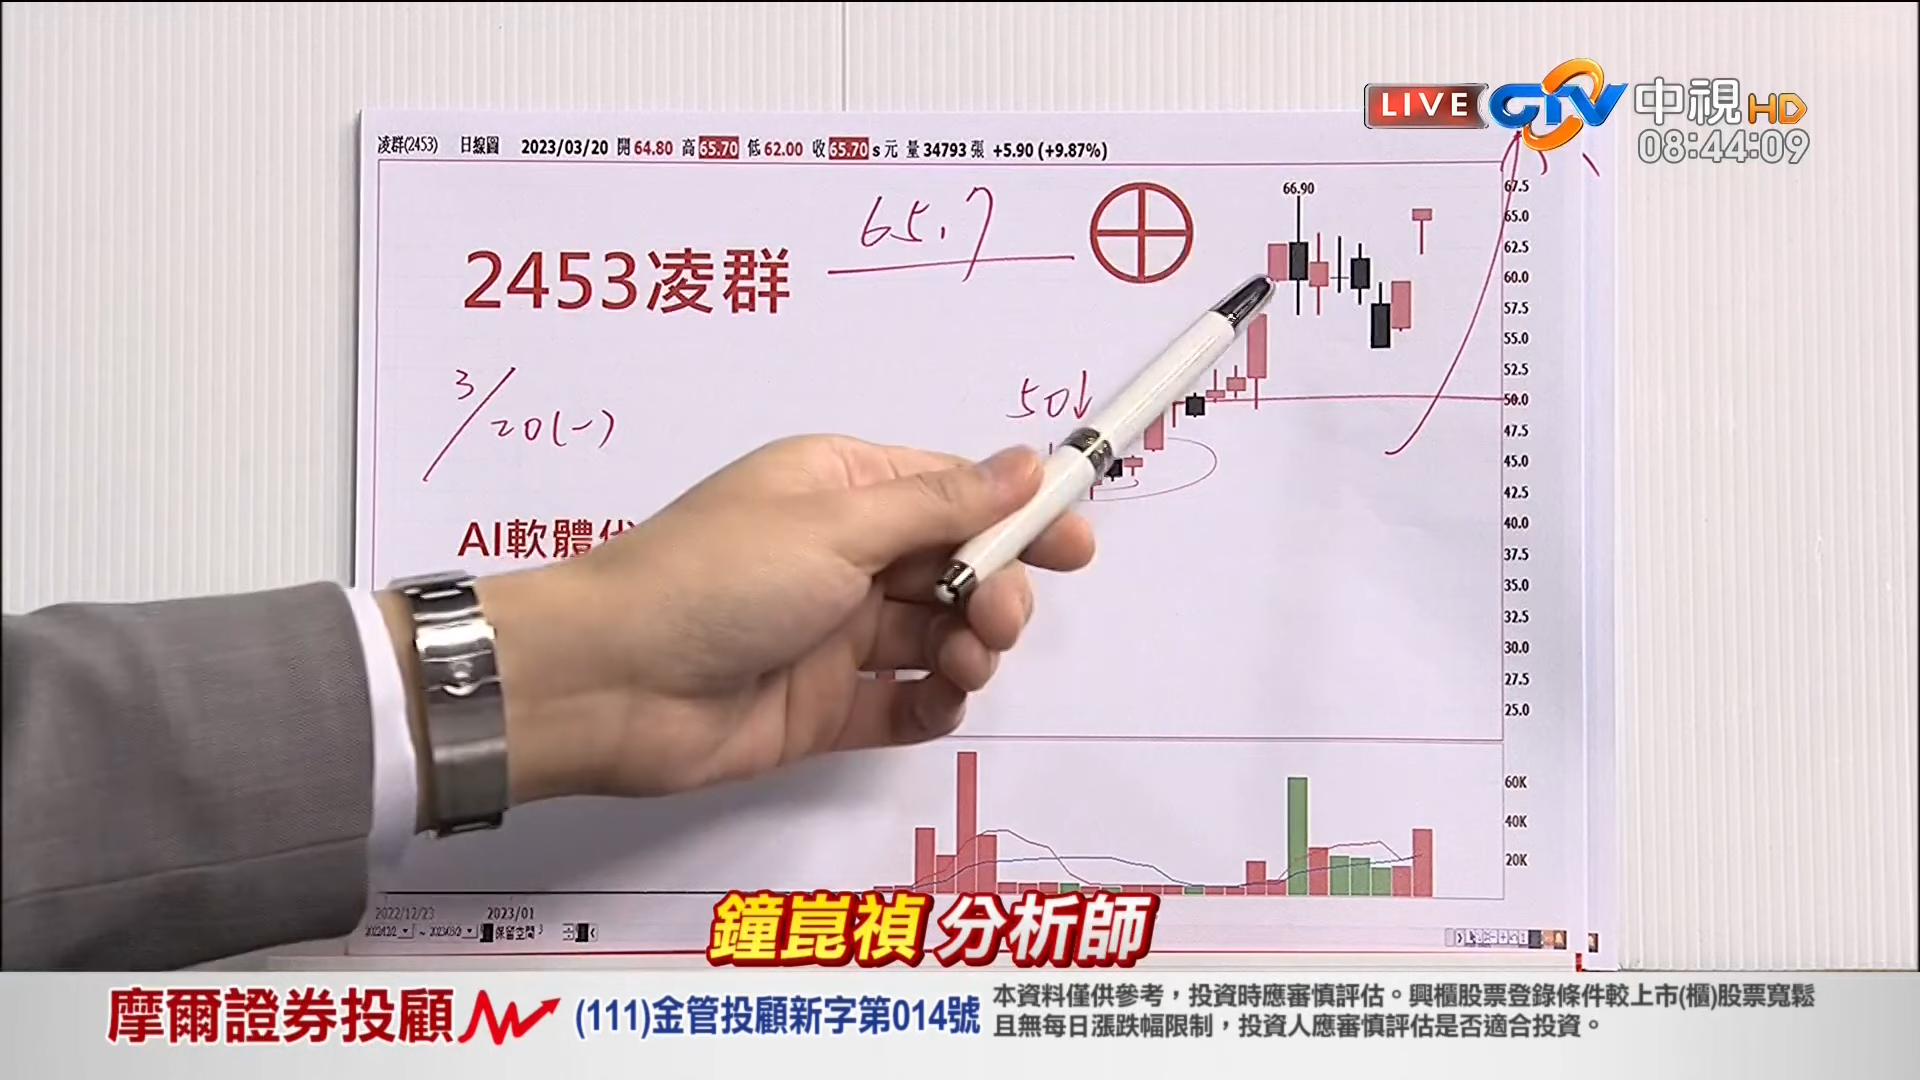 LIVE CTV 中視HD
08:44:09
凌群(2453) 日線圖 2023/03/20 開 64.80 高 65.70 低 62.00 收 65.70 s 元 量 34793 張 +5.90 (+9.87%)
65.7
66.90
2453凌群
3/20(一)
50↓
AI軟體
67.5
65.0
62.5
60.0
57.5
55.0
52.5
50.0
47.5
45.0
42.5
40.0
37.5
35.0
32.5
30.0
27.5
25.0
60K
40K
20K
2022/12/23 2023/01
保留空間 3
鐘崑禎 分析師
摩爾證券投顧 (111)金管投顧新字第014號
本資料僅供參考，投資時應審慎評估。興櫃股票登錄條件較上市(櫃)股票寬鬆
且無每日漲跌幅限制，投資人應審慎評估是否適合投資。